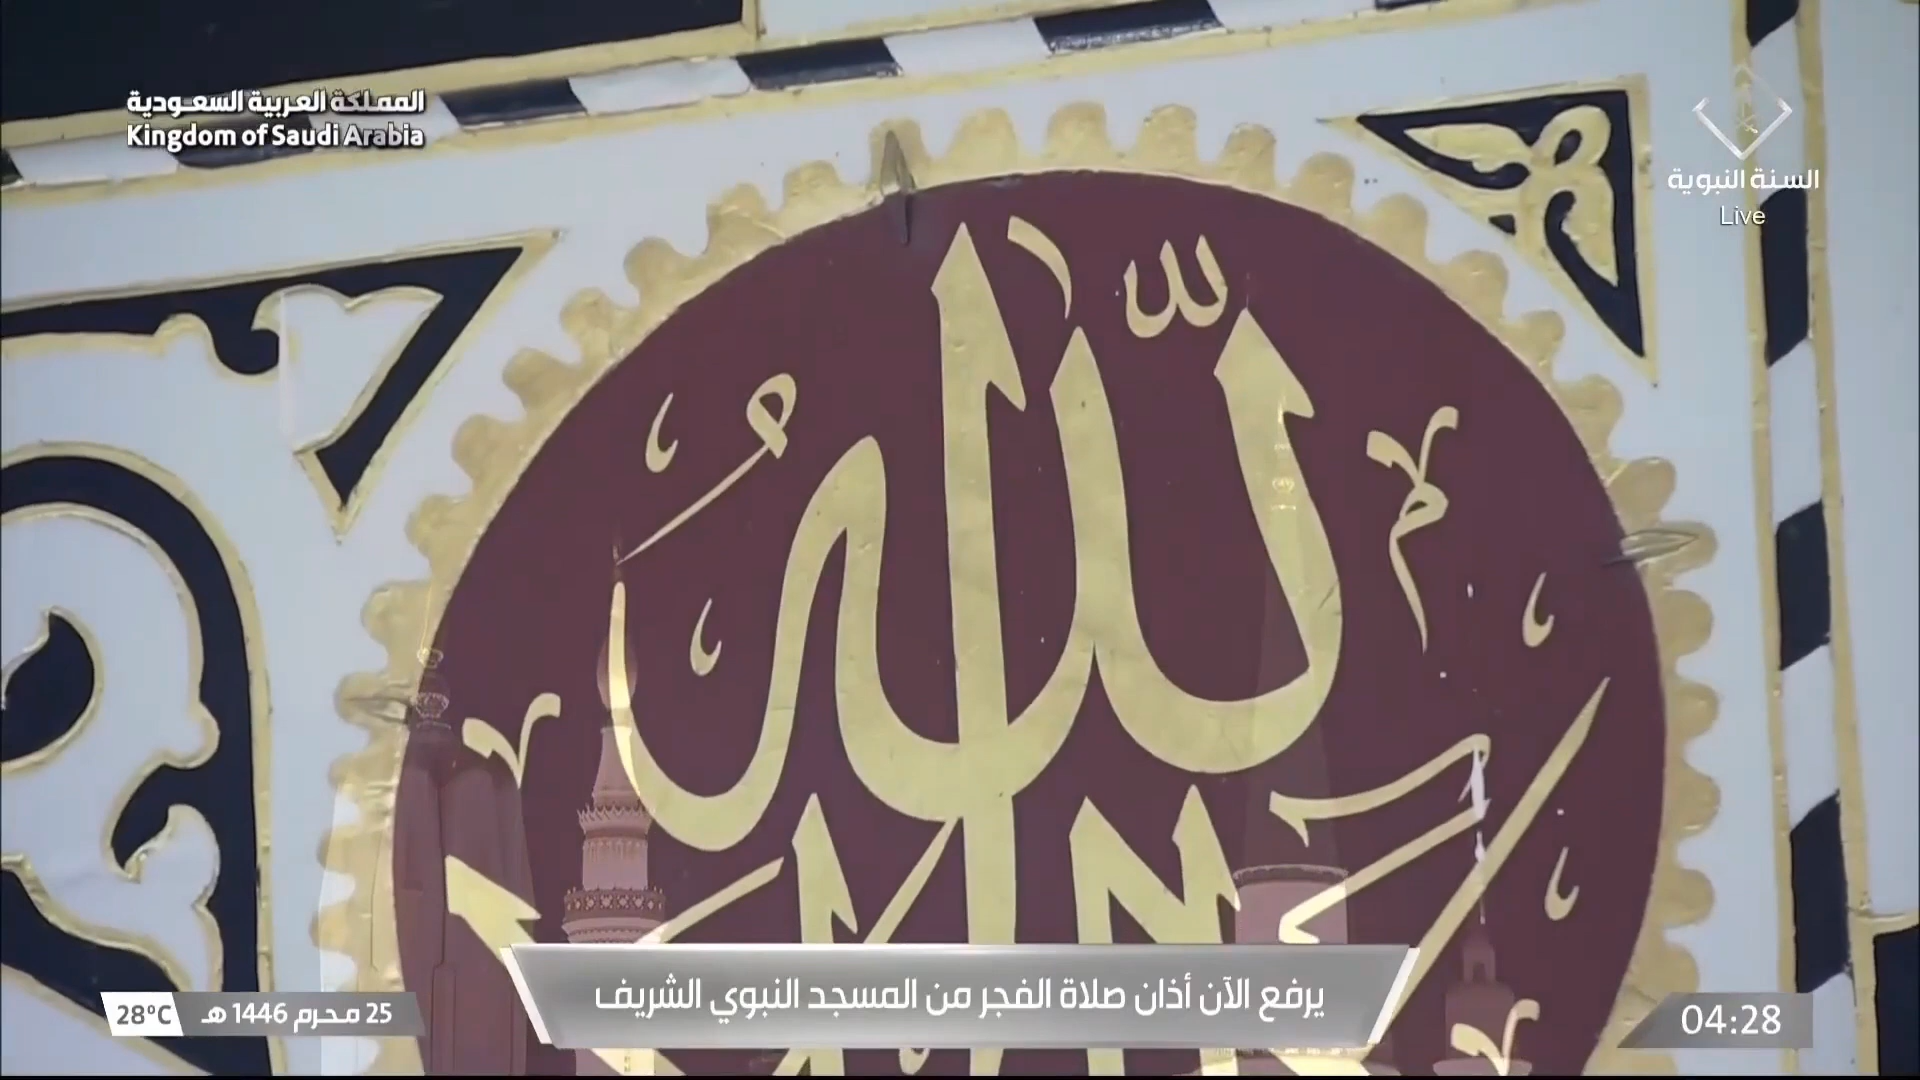 المملكة العربية السعودية
Kingdom of Saudi Arabia
السنة النبوية
Live
الله
يرفع الآن أذان صلاة الفجر من المسجد النبوي الشريف
28°C
25 محرم 1446 هـ
04:28